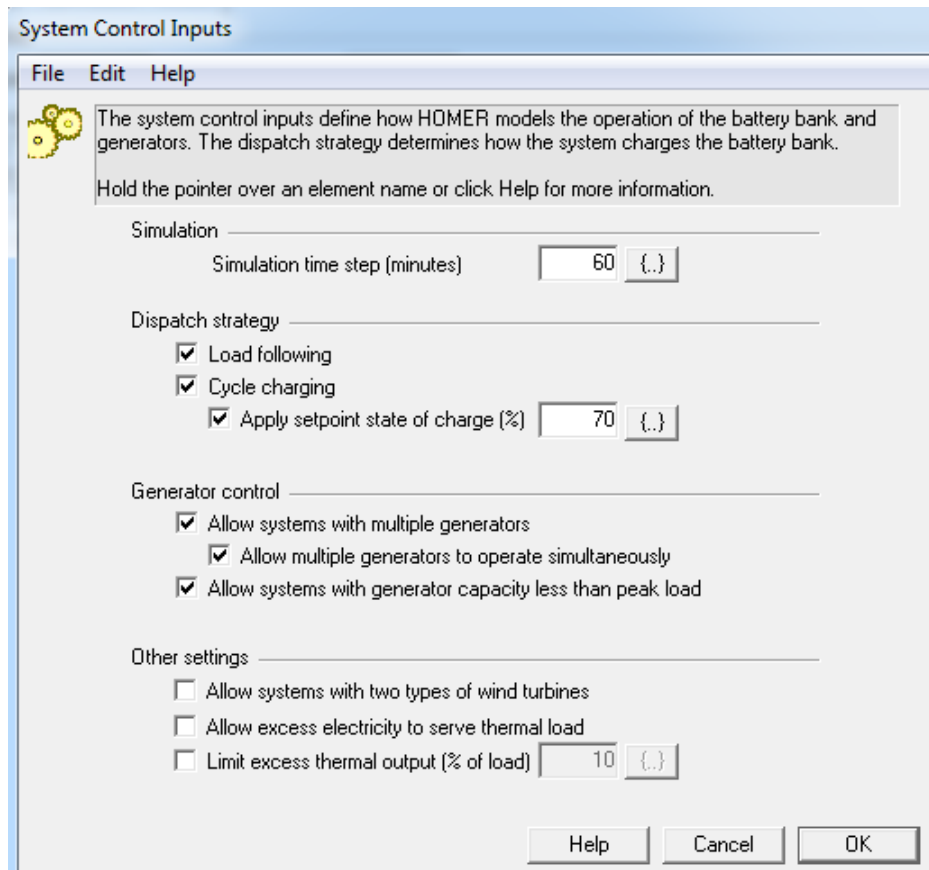 System Control Inputs
File Edit Help
The system control inputs define how HOMER models the operation of the battery bank and
generators. The dispatch strategy determines how the system charges the battery bank.
Hold the pointer over an element name or click Help for more information.
Simulation
Simulation time step (minutes) 60 {..}
Dispatch strategy
Load following
Cycle charging
Apply setpoint state of charge (%) 70 {..}
Generator control
Allow systems with multiple generators
Allow multiple generators to operate simultaneously
Allow systems with generator capacity less than peak load
Other settings
Allow systems with two types of wind turbines
Allow excess electricity to serve thermal load
Limit excess thermal output (% of load) 10 {..}
Help Cancel OK